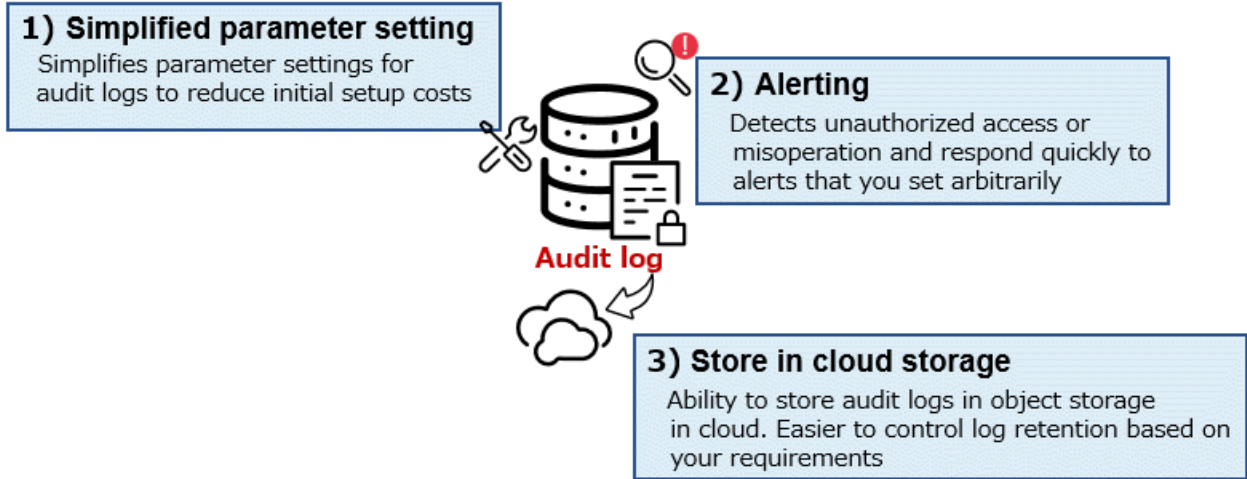 1) Simplified parameter setting
Simplifies parameter settings for
audit logs to reduce initial setup costs
!
2) Alerting
Detects unauthorized access or
misoperation and respond quickly to
alerts that you set arbitrarily
Audit log
3) Store in cloud storage
Ability to store audit logs in object storage
in cloud. Easier to control log retention based on
your requirements